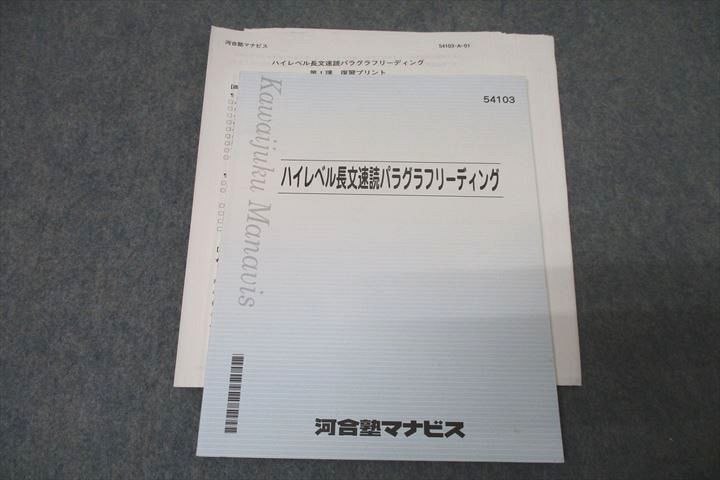 河合塾マナビス
54103-A-01
ハイレベル長文速読パラグラフリーディング
第1講 復習プリント
54103
Kawaijuku Manavis
ハイレベル長文速読パラグラフリーディング
河合塾マナビス